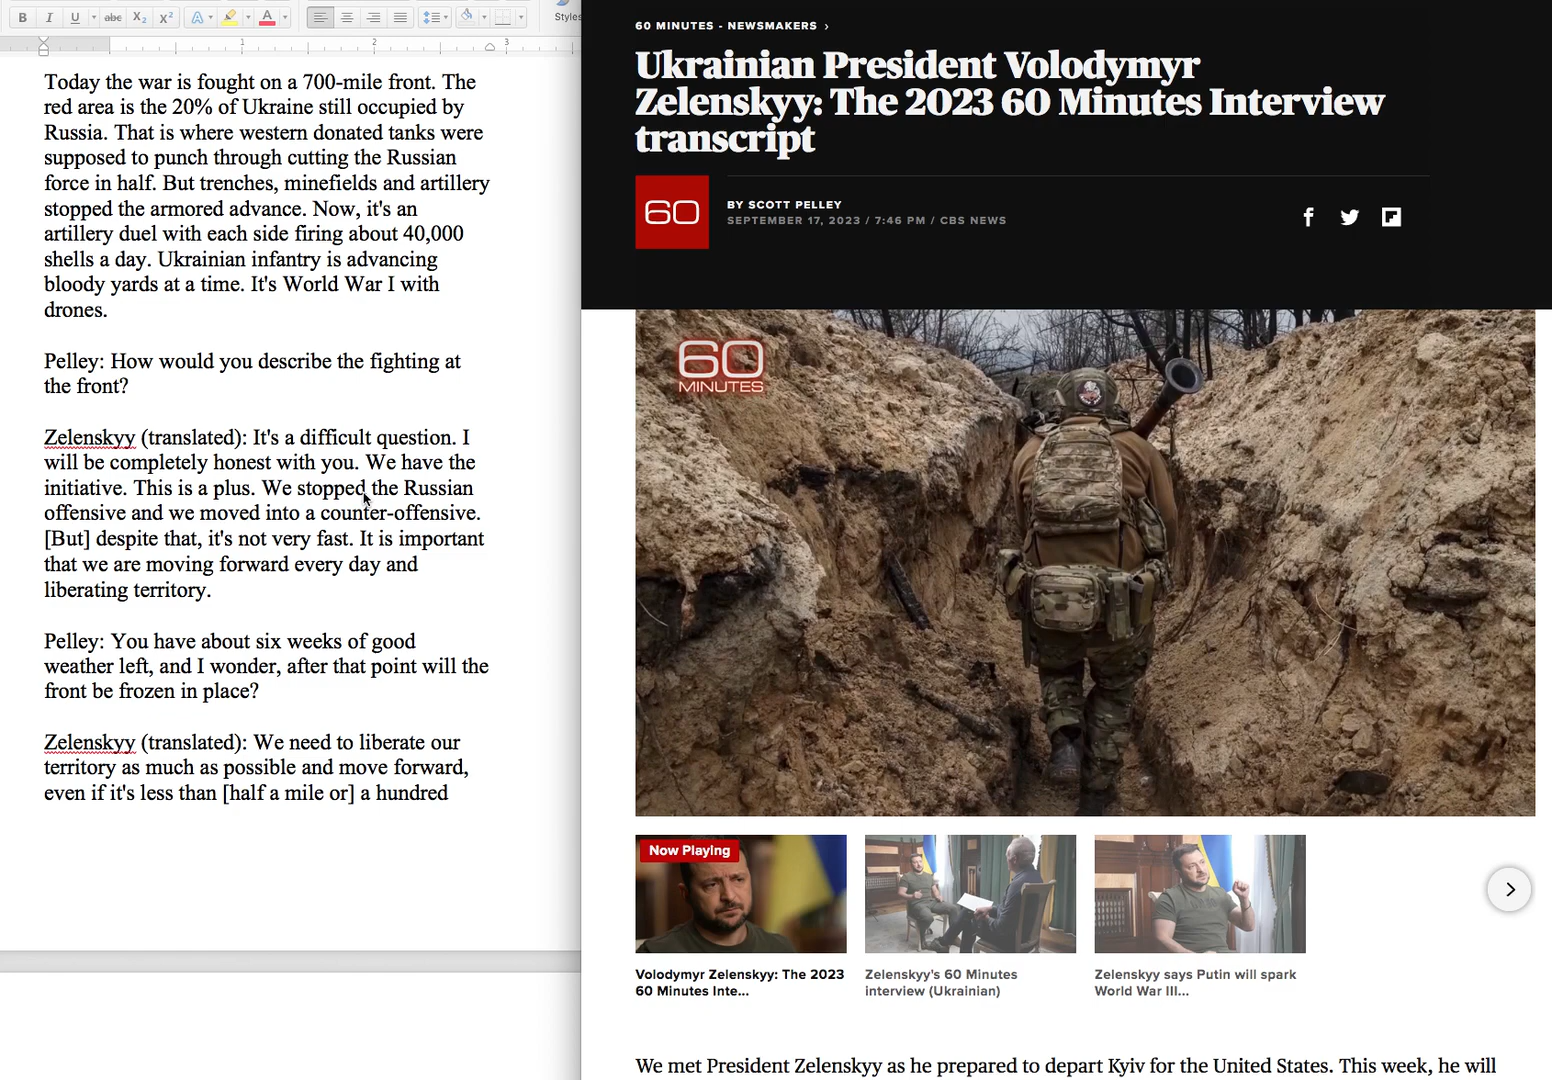 B I U abc X₂ X² A A
Styles
1 2 3
Today the war is fought on a 700-mile front. The
red area is the 20% of Ukraine still occupied by
Russia. That is where western donated tanks were
supposed to punch through cutting the Russian
force in half. But trenches, minefields and artillery
stopped the armored advance. Now, it's an
artillery duel with each side firing about 40,000
shells a day. Ukrainian infantry is advancing
bloody yards at a time. It's World War I with
drones.
Pelley: How would you describe the fighting at
the front?
Zelenskyy (translated): It's a difficult question. I
will be completely honest with you. We have the
initiative. This is a plus. We stopped the Russian
offensive and we moved into a counter-offensive.
[But] despite that, it's not very fast. It is important
that we are moving forward every day and
liberating territory.
Pelley: You have about six weeks of good
weather left, and I wonder, after that point will the
front be frozen in place?
Zelenskyy (translated): We need to liberate our
territory as much as possible and move forward,
even if it's less than [half a mile or] a hundred
60 MINUTES - NEWSMAKERS ›
Ukrainian President Volodymyr
Zelenskyy: The 2023 60 Minutes Interview
transcript
60
BY SCOTT PELLEY
SEPTEMBER 17, 2023 / 7:46 PM / CBS NEWS
60
MINUTES
Now Playing
Volodymyr Zelenskyy: The 2023
60 Minutes Inte...
Zelenskyy's 60 Minutes
interview (Ukrainian)
Zelenskyy says Putin will spark
World War III...
We met President Zelenskyy as he prepared to depart Kyiv for the United States. This week, he will